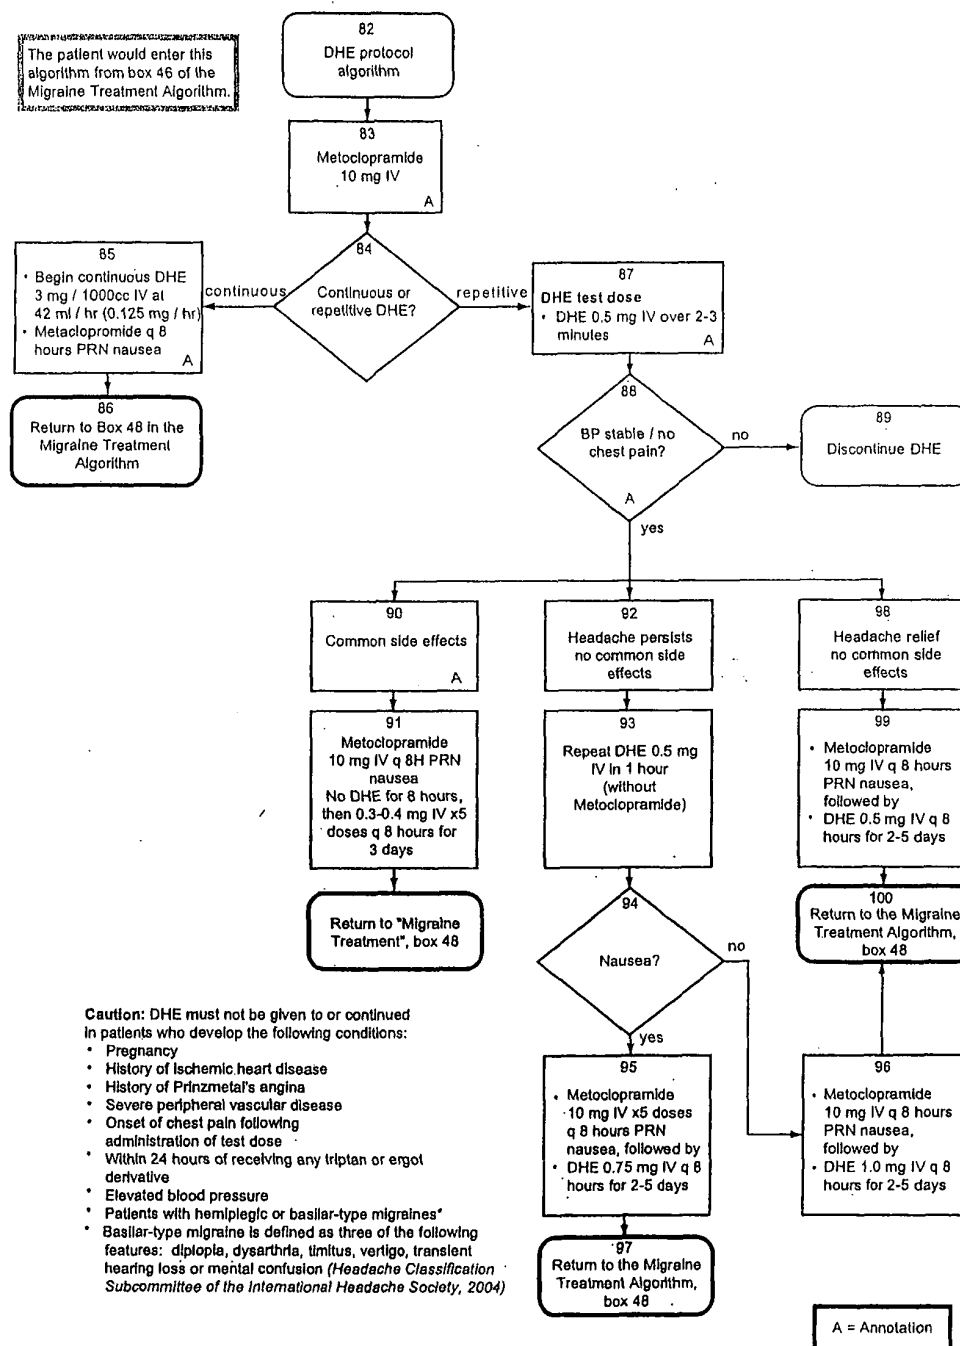 The patient would enter this
algorithm from box 46 of the
Migraine Treatment Algorithm.
82
DHE protocol
algorithm
83
Metoclopramide
10 mg IV
A
84
Continuous or
repetitive DHE?
continuous
repetitive
85
• Begin continuous DHE
3 mg / 1000cc IV at
42 ml / hr (0.125 mg / hr)
• Metaclopromide q 8
hours PRN nausea
A
86
Return to Box 48 in the
Migraine Treatment
Algorithm
87
DHE test dose
• DHE 0.5 mg IV over 2-3
minutes
A
88
BP stable / no
chest pain?
A
no
yes
89
Discontinue DHE
90
Common side effects
A
91
Metoclopramide
10 mg IV q 8H PRN
nausea
No DHE for 8 hours,
then 0.3-0.4 mg IV x5
doses q 8 hours for
3 days
Return to "Migraine
Treatment", box 48
92
Headache persists
no common side
effects
93
Repeat DHE 0.5 mg
IV in 1 hour
(without
Metoclopramide)
94
Nausea?
no
yes
95
• Metoclopramide
10 mg IV x5 doses
q 8 hours PRN
nausea, followed by
• DHE 0.75 mg IV q 8
hours for 2-5 days
97
Return to the Migraine
Treatment Algorithm,
box 48
98
Headache relief
no common side
effects
99
• Metoclopramide
10 mg IV q 8 hours
PRN nausea,
followed by
• DHE 0.5 mg IV q 8
hours for 2-5 days
100
Return to the Migraine
Treatment Algorithm,
box 48
96
• Metoclopramide
10 mg IV q 8 hours
PRN nausea,
followed by
• DHE 1.0 mg IV q 8
hours for 2-5 days
Caution: DHE must not be given to or continued
in patients who develop the following conditions:
• Pregnancy
• History of ischemic heart disease
• History of Prinzmetal's angina
• Severe peripheral vascular disease
• Onset of chest pain following
administration of test dose
• Within 24 hours of receiving any triptan or ergot
derivative
• Elevated blood pressure
• Patients with hemiplegic or basilar-type migraines*
• Basilar-type migraine is defined as three of the following
features: diplopia, dysarthria, tinitus, vertigo, transient
hearing loss or mental confusion (Headache Classification
Subcommittee of the International Headache Society, 2004)
A = Annotation